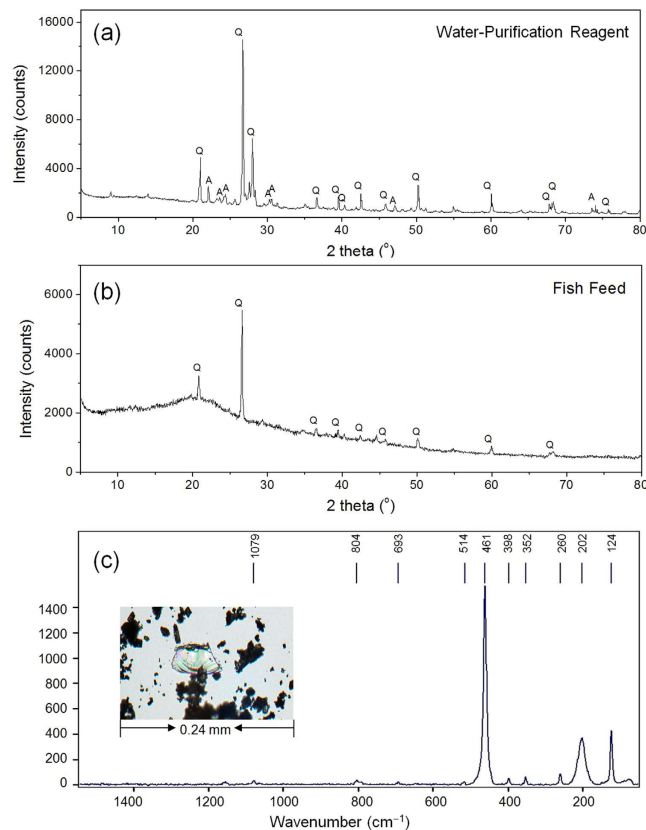 (a)
Water-Purification Reagent
Intensity (counts)
16000
12000
8000
4000
0
Q A A A Q Q A A Q Q Q Q Q A Q Q Q A Q
10 20 30 40 50 60 70 80
2 theta (°)
(b)
Fish Feed
Intensity (counts)
6000
4000
2000
0
Q Q Q Q Q Q Q Q Q
10 20 30 40 50 60 70 80
2 theta (°)
(c)
1079 804 693 514 461 398 352 260 202 124
1400
1200
1000
800
600
400
200
0
0.24 mm
1400 1200 1000 800 600 400 200
Wavenumber (cm⁻¹)